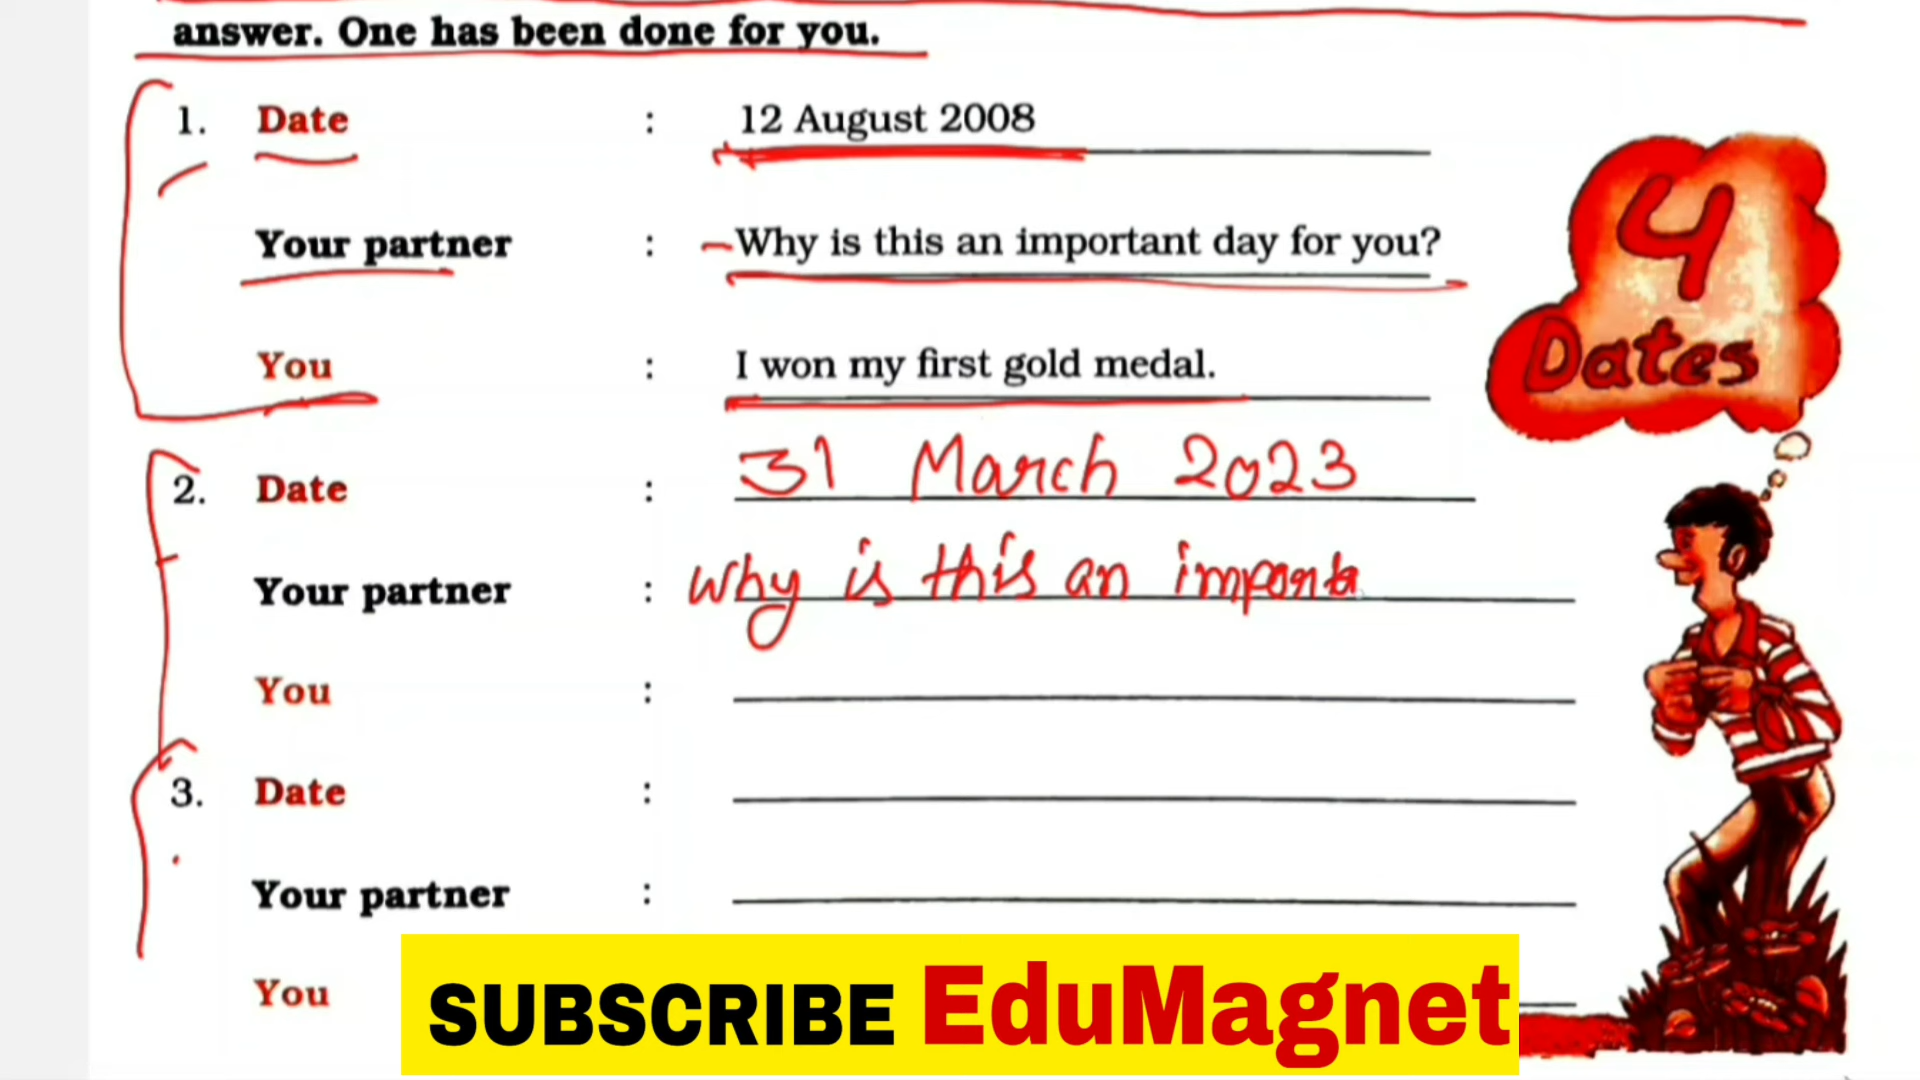 answer. One has been done for you.
1. Date : 12 August 2008
Your partner : Why is this an important day for you?
You : I won my first gold medal.
4
Dates
2. Date : 31 March 2023
Your partner : Why is this an importa
You :
3. Date :
Your partner :
You
SUBSCRIBE EduMagnet